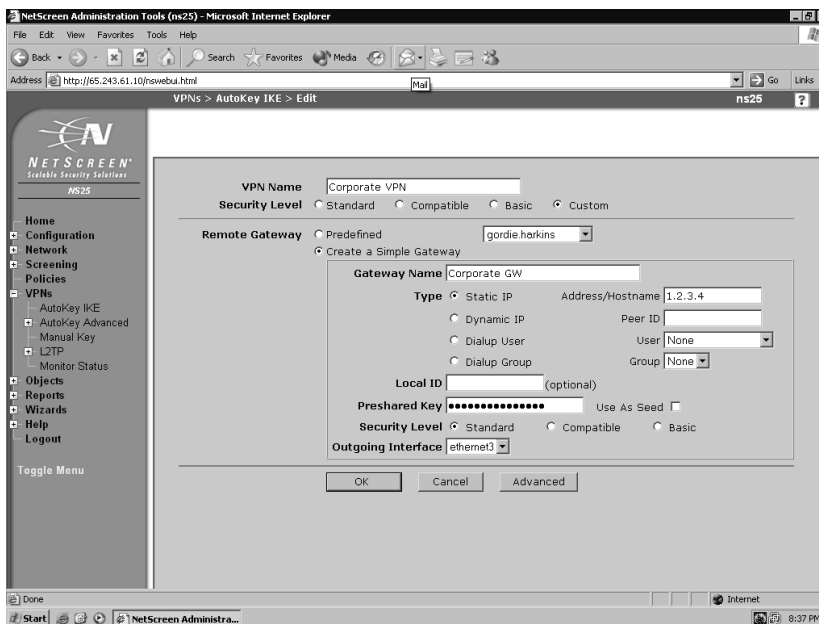 NetScreen Administration Tools (ns25) - Microsoft Internet Explorer
File Edit View Favorites Tools Help
Back Search Favorites Media
Address http://65.243.61.10/nswebui.html Go Links
Mail
VPNs > AutoKey IKE > Edit ns25 ?
N
NETSCREEN
Scalable Security Solutions
NS25
Home
Configuration
Network
Screening
Policies
VPNs
AutoKey IKE
AutoKey Advanced
Manual Key
L2TP
Monitor Status
Objects
Reports
Wizards
Help
Logout
Toggle Menu
VPN Name Corporate VPN
Security Level Standard Compatible Basic Custom
Remote Gateway Predefined gordie.harkins
Create a Simple Gateway
Gateway Name Corporate GW
Type Static IP Address/Hostname 1.2.3.4
Dynamic IP Peer ID
Dialup User User None
Dialup Group Group None
Local ID (optional)
Preshared Key ●●●●●●●●●●●●●●● Use As Seed
Security Level Standard Compatible Basic
Outgoing Interface ethernet3
OK Cancel Advanced
Done Internet
Start NetScreen Administra... 8:37 PM